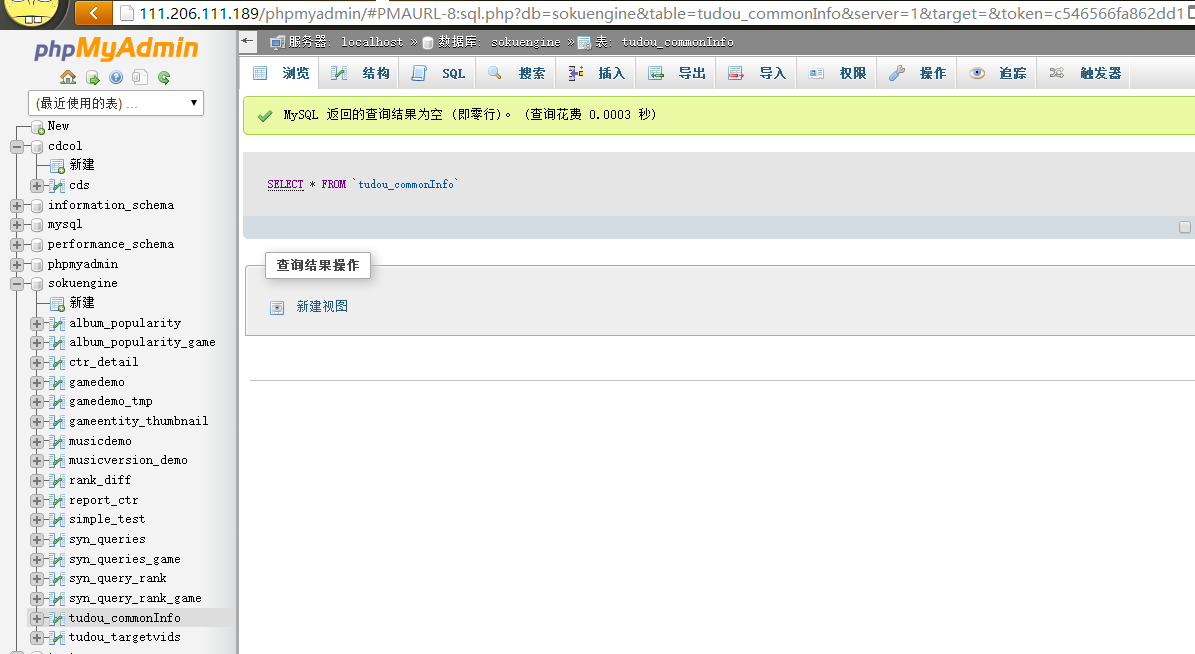 111.206.111.189/phpmyadmin/#PMAURL-8:sql.php?db=sokuengine&table=tudou_commonInfo&server=1&target=&token=c546566fa862dd1
phpMyAdmin
(最近使用的表) ...
New
cdcol
新建
cds
information_schema
mysql
performance_schema
phpmyadmin
sokuengine
新建
album_popularity
album_popularity_game
ctr_detail
gamedemo
gamedemo_tmp
gameentity_thumbnail
musicdemo
musicversion_demo
rank_diff
report_ctr
simple_test
syn_queries
syn_queries_game
syn_query_rank
syn_query_rank_game
tudou_commonInfo
tudou_targetvids
服务器: localhost » 数据库: sokuengine » 表: tudou_commonInfo
浏览 结构 SQL 搜索 插入 导出 导入 权限 操作 追踪 触发器
MySQL 返回的查询结果为空 (即零行)。 (查询花费 0.0003 秒)
SELECT * FROM `tudou_commonInfo`
查询结果操作
新建视图